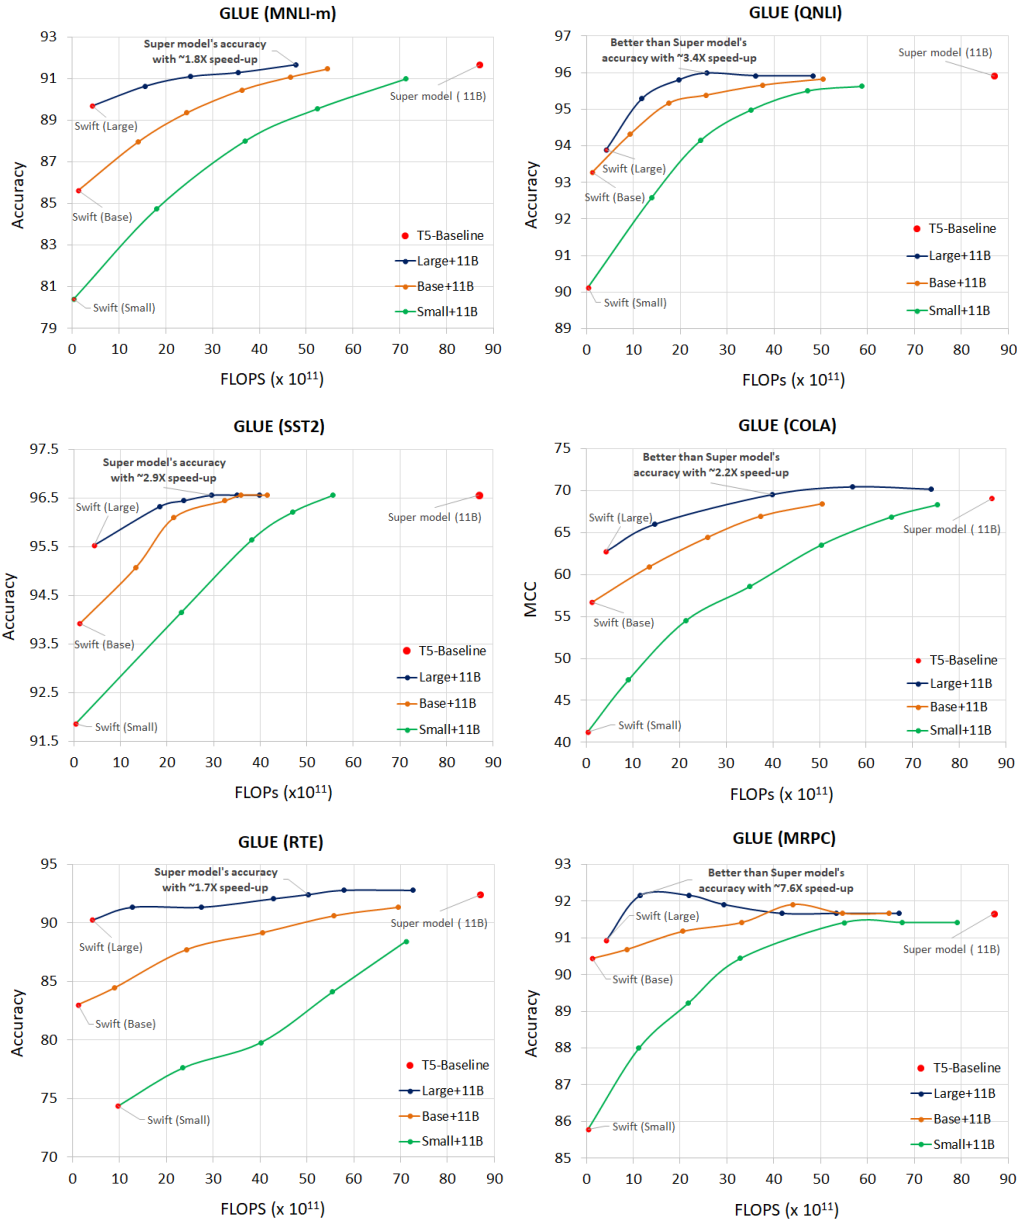 GLUE (MNLI-m)
93
91
89
87
85
83
81
79
Accuracy
Super model's accuracy
with ~1.8X speed-up
Swift (Large)
Swift (Base)
Swift (Small)
Super model ( 11B)
T5-Baseline
Large+11B
Base+11B
Small+11B
0 10 20 30 40 50 60 70 80 90
FLOPS (x 10¹¹)
GLUE (QNLI)
97
96
95
94
93
92
91
90
89
Accuracy
Better than Super model's
accuracy with ~3.4X speed-up
Super model (11B)
Swift (Large)
Swift (Base)
Swift (Small)
T5-Baseline
Large+11B
Base+11B
Small+11B
0 10 20 30 40 50 60 70 80 90
FLOPs (x 10¹¹)
GLUE (SST2)
97.5
96.5
95.5
94.5
93.5
92.5
91.5
Accuracy
Super model's accuracy
with ~2.9X speed-up
Swift (Large)
Super model (11B)
Swift (Base)
Swift (Small)
T5-Baseline
Large+11B
Base+11B
Small+11B
0 10 20 30 40 50 60 70 80 90
FLOPs (x10¹¹)
GLUE (COLA)
75
70
65
60
55
50
45
40
MCC
Better than Super model's
accuracy with ~2.2X speed-up
Swift (Large)
Super model (11B)
Swift (Base)
Swift (Small)
T5-Baseline
Large+11B
Base+11B
Small+11B
0 10 20 30 40 50 60 70 80 90
FLOPs (x 10¹¹)
GLUE (RTE)
95
90
85
80
75
70
Accuracy
Super model's accuracy
with ~1.7X speed-up
Super model ( 11B)
Swift (Large)
Swift (Base)
Swift (Small)
T5-Baseline
Large+11B
Base+11B
Small+11B
0 10 20 30 40 50 60 70 80 90
FLOPS (x 10¹¹)
GLUE (MRPC)
93
92
91
90
89
88
87
86
85
Accuracy
Better than Super model's
accuracy with ~7.6X speed-up
Swift (Large)
Super model ( 11B)
Swift (Base)
Swift (Small)
T5-Baseline
Large+11B
Base+11B
Small+11B
0 10 20 30 40 50 60 70 80 90
FLOPS (x 10¹¹)